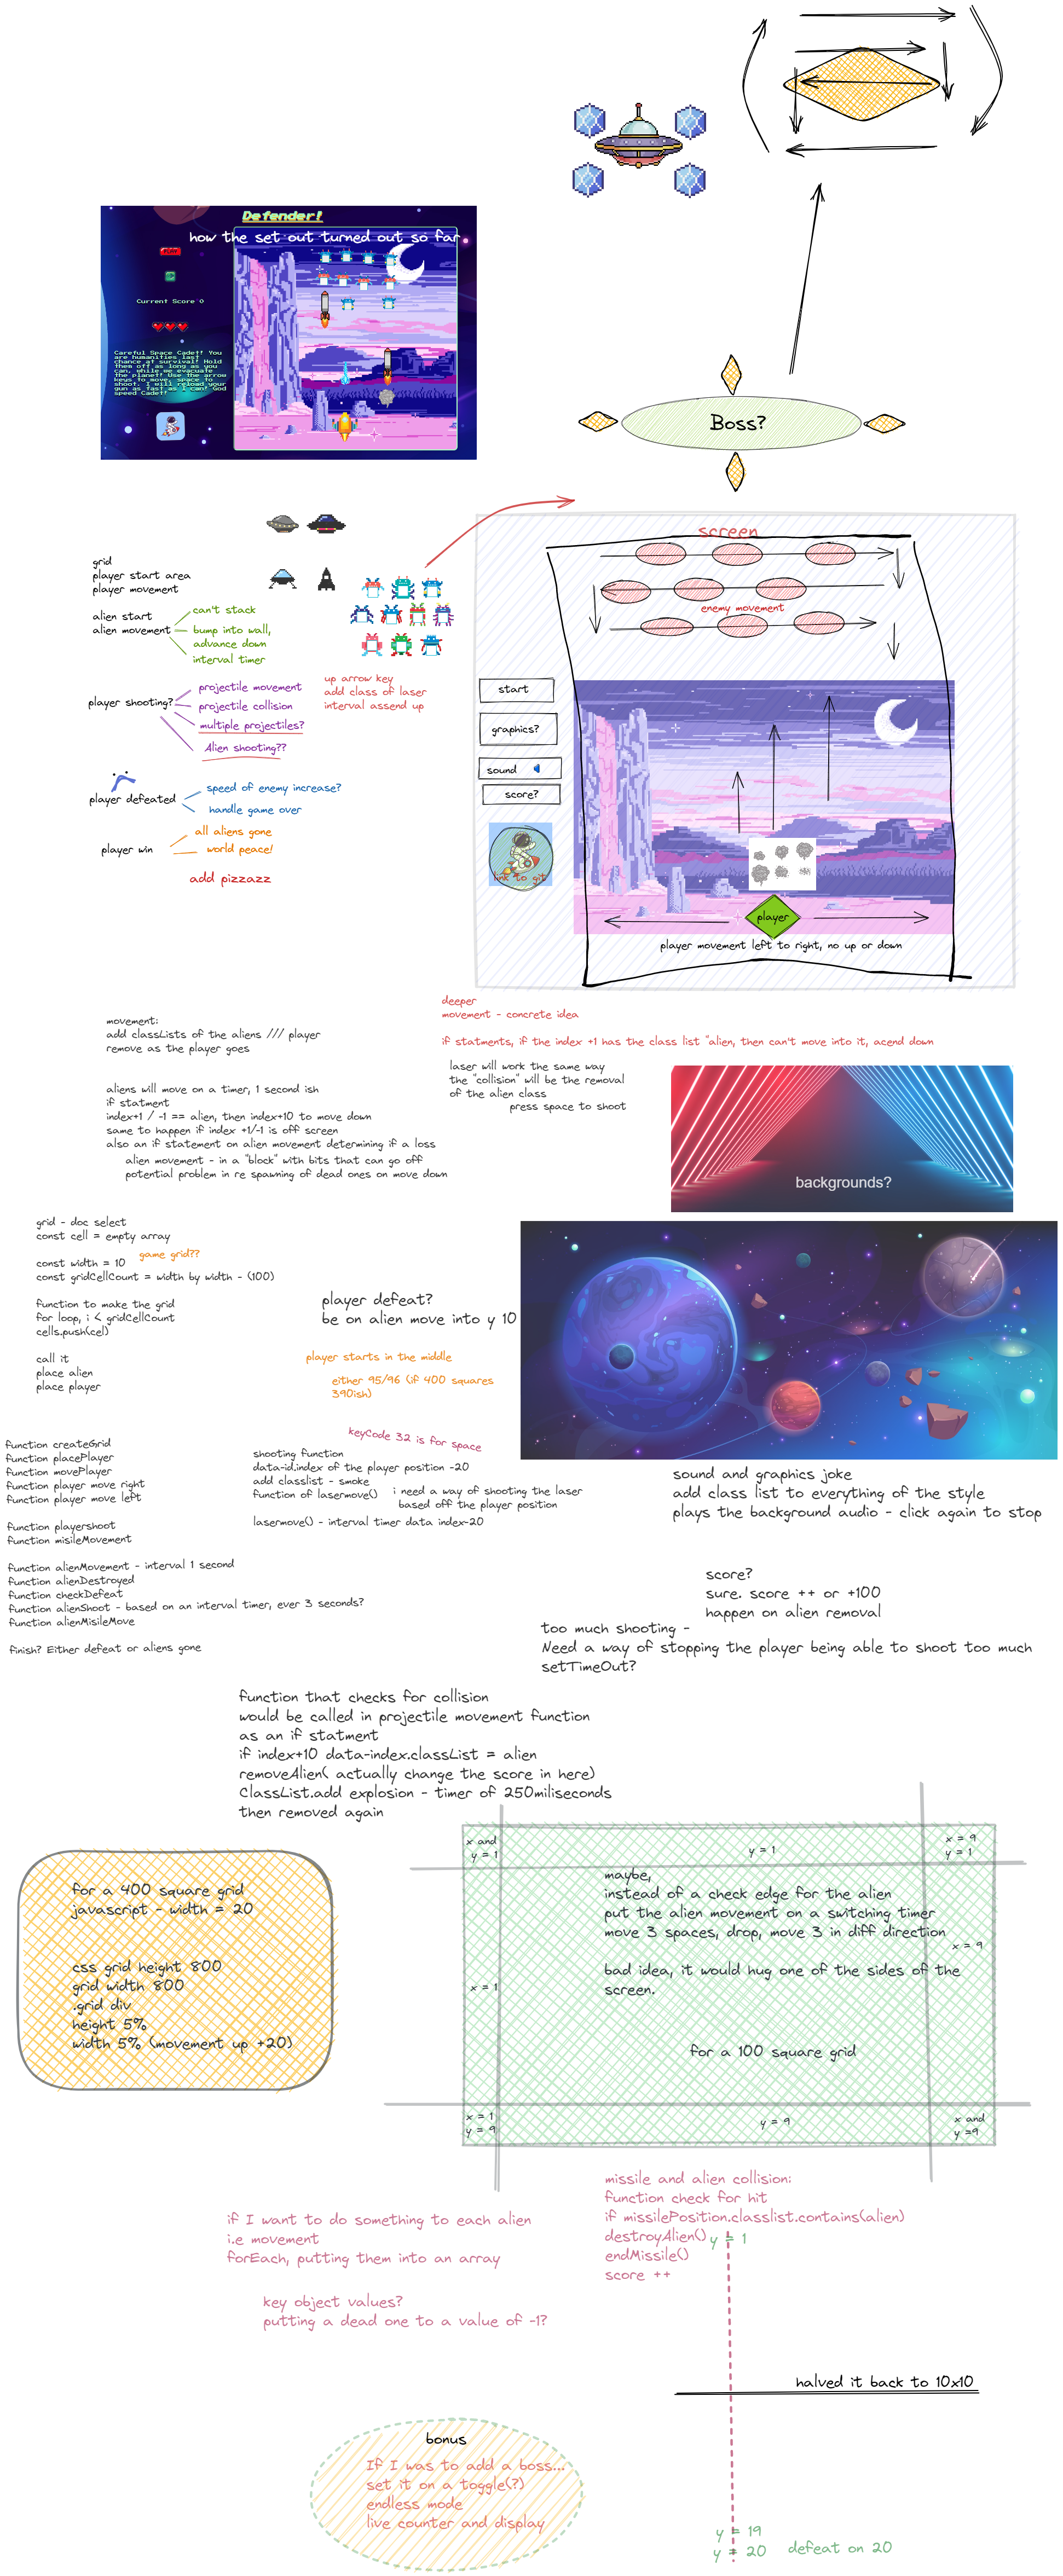 Defender!
how the set out turned out so far
Current Score 0
Careful Space Cadet! You
are humanities last
chance at survival! Hold
them off as long as you
can, while we evacuate
the planet! Use the arrow
keys to move, space to
shoot. I will reload your
gun as fast as I can! God
speed Cadet!
Boss?
screen
enemy movement
grid
player start area
player movement
alien start
alien movement
can't stack
bump into wall,
advance down
interval timer
player shooting?
projectile movement
projectile collision
multiple projectiles?
Alien shooting??
up arrow key
add class of laser
interval assend up
player defeated
speed of enemy increase?
handle game over
player win
all aliens gone
world peace!
add pizzazz
start
graphics?
sound
score?
link to git
player
player movement left to right, no up or down
movement:
add classLists of the aliens /// player
remove as the player goes
aliens will move on a timer, 1 second ish
if statment
index+1 / -1 == alien, then index+10 to move down
same to happen if index +1/-1 is off screen
also an if statement on alien movement determining if a loss
alien movement - in a "block" with bits that can go off
potential problem in re spawning of dead ones on move down
deeper
movement - concrete idea
if statments, if the index +1 has the class list "alien, then can't move into it, acend down
laser will work the same way
the "collision" will be the removal
of the alien class
press space to shoot
backgrounds?
grid - doc select
const cell = empty array
const width = 10
game grid??
const gridCellCount = width by width - (100)
function to make the grid
for loop, i < gridCellCount
cells.push(cel)
call it
place alien
place player
player defeat?
be on alien move into y 10
player starts in the middle
either 95/96 (if 400 squares
390ish)
function createGrid
function placePlayer
function movePlayer
function player move right
function player move left
function playershoot
function misileMovement
function alienMovement - interval 1 second
function alienDestroyed
function checkDefeat
function alienShoot - based on an interval timer, ever 3 seconds?
function alienMisileMove
finish? Either defeat or aliens gone
keyCode 32 is for space
shooting function
data-id.index of the player position -20
add classlist - smoke
function of lasermove()
i need a way of shooting the laser
based off the player position
lasermove() - interval timer data index-20
sound and graphics joke
add class list to everything of the style
plays the background audio - click again to stop
score?
sure. score ++ or +100
happen on alien removal
too much shooting -
Need a way of stopping the player being able to shoot too much
setTimeOut?
function that checks for collision
would be called in projectile movement function
as an if statment
if index+10 data-index.classList = alien
removeAlien( actually change the score in here)
ClassList.add explosion - timer of 250miliseconds
then removed again
for a 400 square grid
javascript - width = 20
css grid height 800
grid width 800
.grid div
height 5%
width 5% (movement up +20)
x and
y = 1
y = 1
x = 9
y = 1
maybe,
instead of a check edge for the alien
put the alien movement on a switching timer
move 3 spaces, drop, move 3 in diff direction
x = 9
bad idea, it would hug one of the sides of the
screen.
x = 1
for a 100 square grid
x = 1
y = 9
y = 9
x and
y =9
missile and alien collision:
function check for hit
if missilePosition.classlist.contains(alien)
destroyAlien()
endMissile()
score ++
y = 1
if I want to do something to each alien
i.e movement
forEach, putting them into an array
key object values?
putting a dead one to a value of -1?
halved it back to 10x10
bonus
If I was to add a boss...
set it on a toggle(?)
endless mode
live counter and display
y = 19
y = 20
defeat on 20